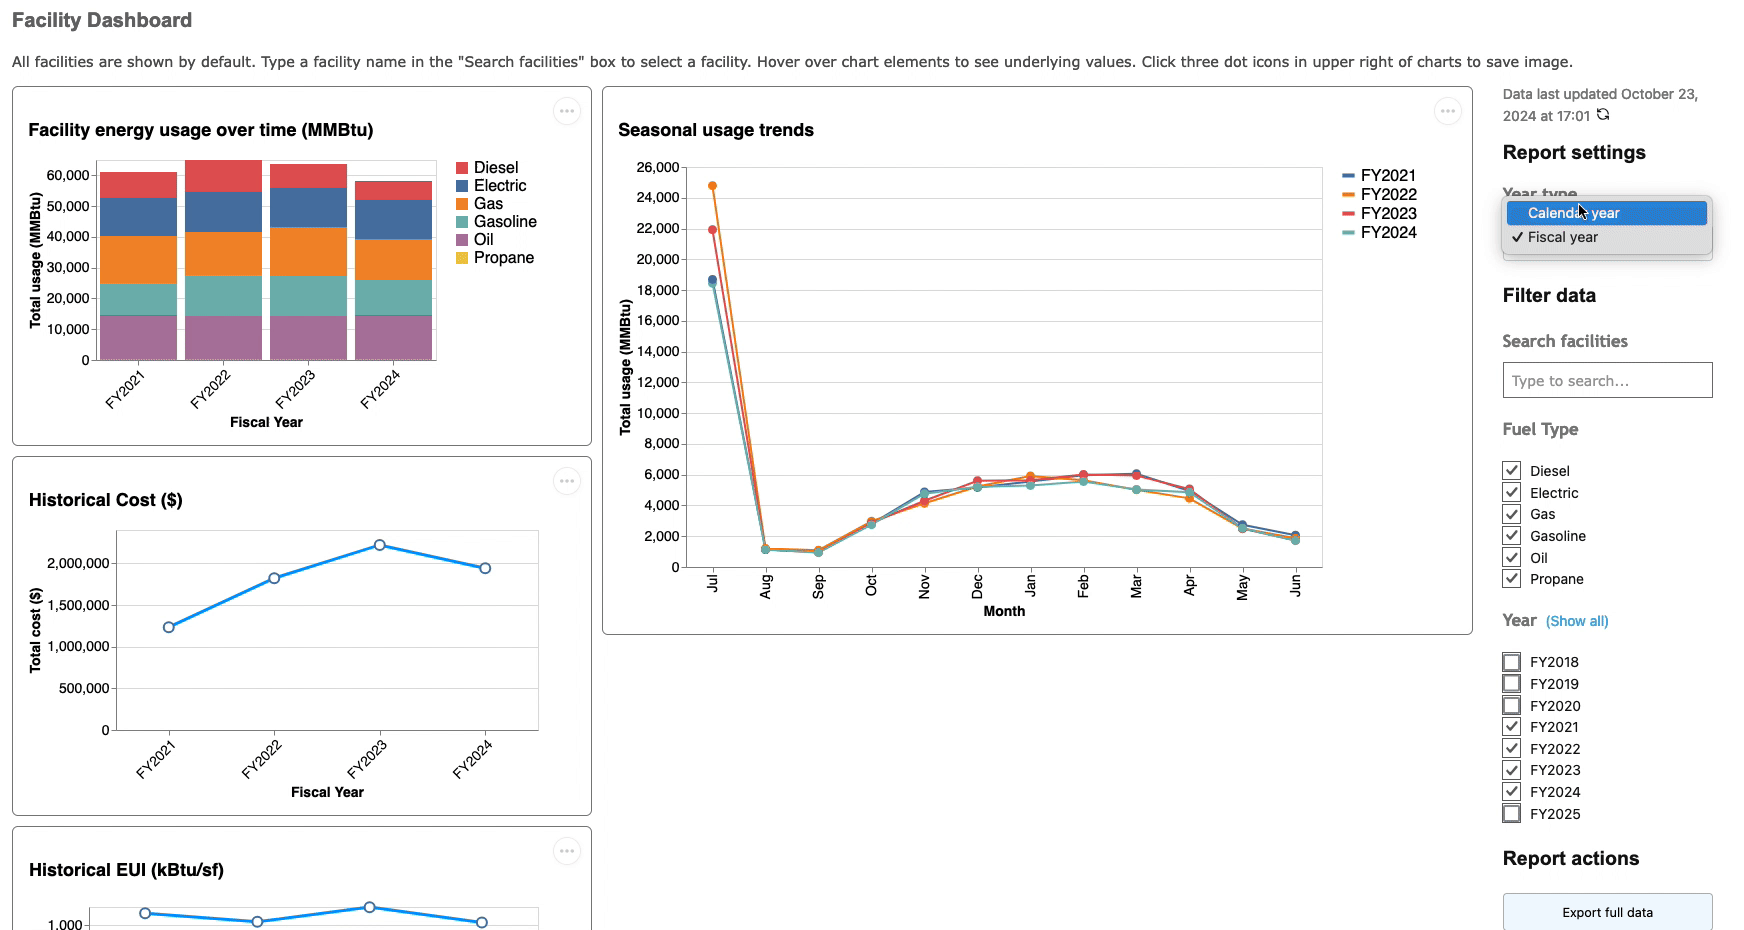 Facility Dashboard
All facilities are shown by default. Type a facility name in the "Search facilities" box to select a facility. Hover over chart elements to see underlying values. Click three dot icons in upper right of charts to save image.
Facility energy usage over time (MMBtu)
Total usage (MMBtu)
60,000
50,000
40,000
30,000
20,000
10,000
0
FY2021
FY2022
FY2023
FY2024
Fiscal Year
Diesel
Electric
Gas
Gasoline
Oil
Propane
Historical Cost ($)
Total cost ($)
2,000,000
1,500,000
1,000,000
500,000
0
FY2021
FY2022
FY2023
FY2024
Fiscal Year
Historical EUI (kBtu/sf)
1,000
Seasonal usage trends
Total usage (MMBtu)
26,000
24,000
22,000
20,000
18,000
16,000
14,000
12,000
10,000
8,000
6,000
4,000
2,000
0
Jul
Aug
Sep
Oct
Nov
Dec
Jan
Feb
Mar
Apr
May
Jun
Month
FY2021
FY2022
FY2023
FY2024
Data last updated October 23,
2024 at 17:01
Report settings
Year type
Calendar year
✓ Fiscal year
Filter data
Search facilities
Type to search...
Fuel Type
Diesel
Electric
Gas
Gasoline
Oil
Propane
Year (Show all)
FY2018
FY2019
FY2020
FY2021
FY2022
FY2023
FY2024
FY2025
Report actions
Export full data